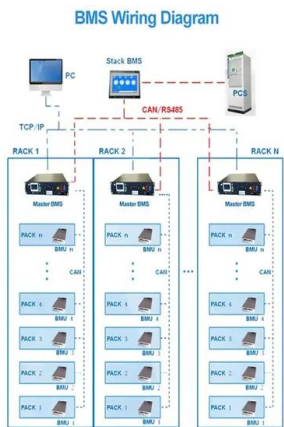 BMS Wiring Diagram
Stack BMS
PC
PCS
CAN/RS485
TCP/IP
RACK 1
RACK 2
RACK N
Master BMS
Master BMS
Master BMS
PACK n
PACK n
PACK n
BMU n
BMU n
BMU n
CAN
CAN
CAN
PACK 4
PACK 4
PACK 4
BMU 4
BMU 4
BMU 4
PACK 3
PACK 3
PACK 3
BMU 3
BMU 3
BMU 3
PACK 2
PACK 2
PACK 2
BMU 2
BMU 2
BMU 2
PACK 1
PACK 1
PACK 1
BMU 1
BMU 1
BMU 1